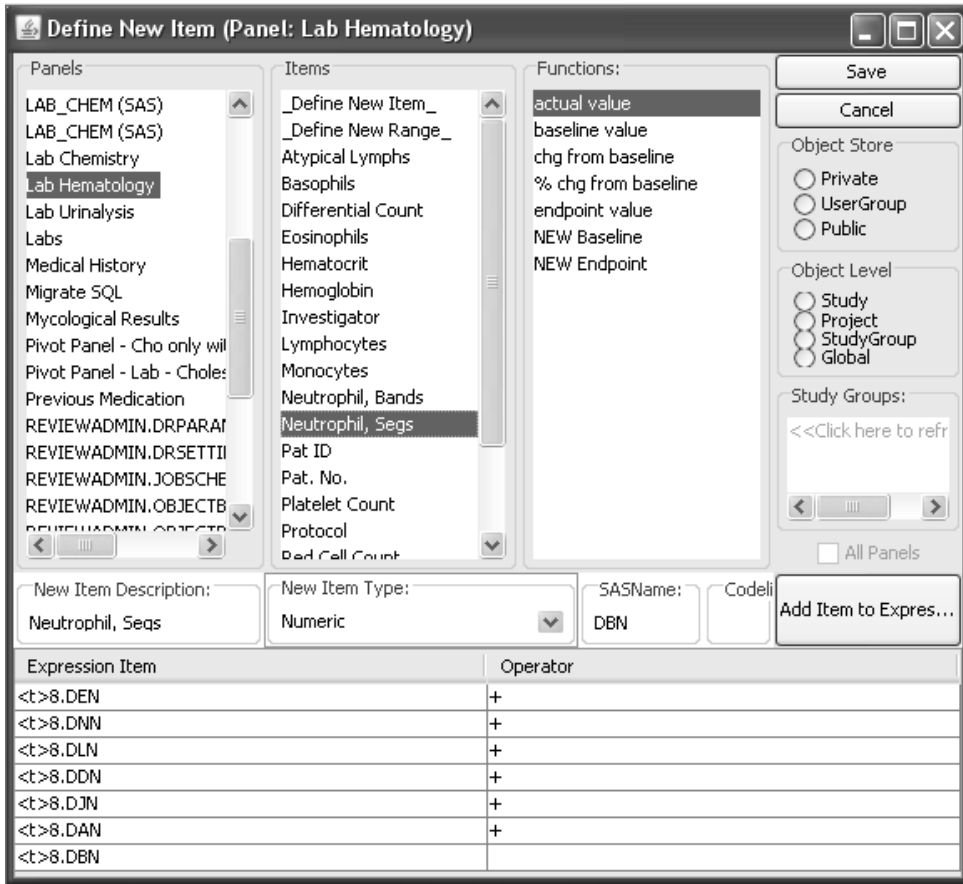 Define New Item (Panel: Lab Hematology)
Panels
LAB_CHEM (SAS)
LAB_CHEM (SAS)
Lab Chemistry
Lab Hematology
Lab Urinalysis
Labs
Medical History
Migrate SQL
Mycological Results
Pivot Panel - Cho only wil
Pivot Panel - Lab - Choles
Previous Medication
REVIEWADMIN.DRPARAM
REVIEWADMIN.DRSETTI
REVIEWADMIN.JOBSCHE
REVIEWADMIN.OBJECTB
REVIEWADMIN.OBJECTB
Items
_Define New Item_
_Define New Range_
Atypical Lymphs
Basophils
Differential Count
Eosinophils
Hematocrit
Hemoglobin
Investigator
Lymphocytes
Monocytes
Neutrophil, Bands
Neutrophil, Segs
Pat ID
Pat. No.
Platelet Count
Protocol
Red Cell Count
Functions:
actual value
baseline value
chg from baseline
% chg from baseline
endpoint value
NEW Baseline
NEW Endpoint
Save
Cancel
Object Store
Private
UserGroup
Public
Object Level
Study
Project
StudyGroup
Global
Study Groups:
<<Click here to refr
All Panels
New Item Description:
Neutrophil, Segs
New Item Type:
Numeric
SASName:
DBN
Codeli
Add Item to Expres...
Expression Item Operator
<t>8.DEN +
<t>8.DNN +
<t>8.DLN +
<t>8.DDN +
<t>8.DJN +
<t>8.DAN +
<t>8.DBN